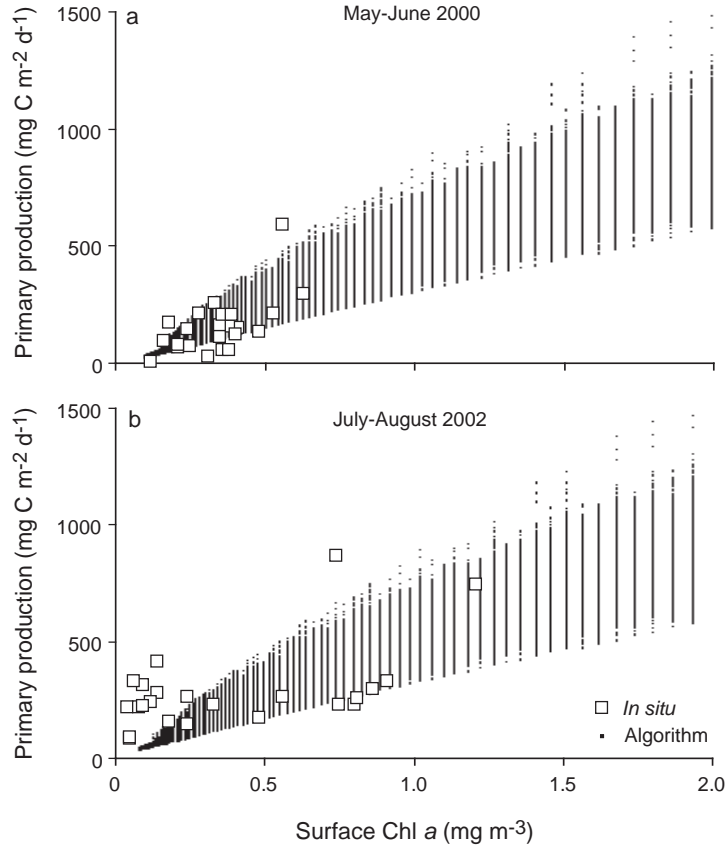 a
May-June 2000
1500
1000
500
0
Primary production (mg C m-2 d-1)
b
July-August 2002
1500
1000
500
0
Primary production (mg C m-2 d-1)
In situ
Algorithm
0 0.5 1.0 1.5 2.0
Surface Chl a (mg m-3)